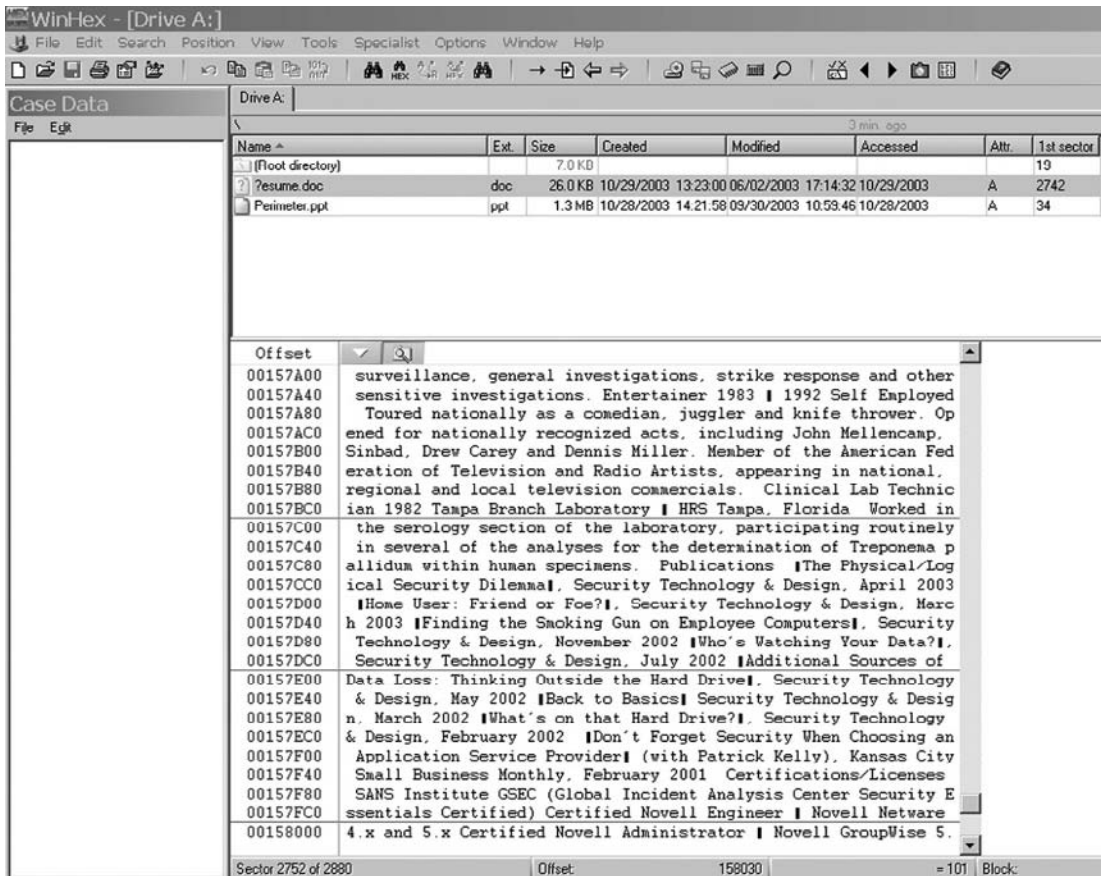 WinHex - [Drive A:]
File Edit Search Position View Tools Specialist Options Window Help
Case Data
File Edit
Drive A:
\ 3 min. ago
Name Ext. Size Created Modified Accessed Attr. 1st sector
(Root directory) 7.0 KB 19
?esume.doc doc 26.0 KB 10/29/2003 13:23:00 06/02/2003 17:14:32 10/29/2003 A 2742
Perimeter.ppt ppt 1.3 MB 10/28/2003 14:21:58 09/30/2003 10:59:46 10/28/2003 A 34
Offset
00157A00 surveillance, general investigations, strike response and other
00157A40 sensitive investigations. Entertainer 1983 ▌ 1992 Self Employed
00157A80 Toured nationally as a comedian, juggler and knife thrower. Op
00157AC0 ened for nationally recognized acts, including John Mellencamp,
00157B00 Sinbad, Drew Carey and Dennis Miller. Member of the American Fed
00157B40 eration of Television and Radio Artists, appearing in national,
00157B80 regional and local television commercials. Clinical Lab Technic
00157BC0 ian 1982 Tampa Branch Laboratory ▌ HRS Tampa, Florida Worked in
00157C00 the serology section of the laboratory, participating routinely
00157C40 in several of the analyses for the determination of Treponema p
00157C80 allidum within human specimens. Publications ▌The Physical/Log
00157CC0 ical Security Dilemma▌, Security Technology & Design, April 2003
00157D00 ▌Home User: Friend or Foe?▌, Security Technology & Design, Marc
00157D40 h 2003 ▌Finding the Smoking Gun on Employee Computers▌, Security
00157D80 Technology & Design, November 2002 ▌Who's Watching Your Data?▌,
00157DC0 Security Technology & Design, July 2002 ▌Additional Sources of
00157E00 Data Loss: Thinking Outside the Hard Drive▌, Security Technology
00157E40 & Design, May 2002 ▌Back to Basics▌ Security Technology & Desig
00157E80 n, March 2002 ▌What's on that Hard Drive?▌, Security Technology
00157EC0 & Design, February 2002 ▌Don't Forget Security When Choosing an
00157F00 Application Service Provider▌ (with Patrick Kelly), Kansas City
00157F40 Small Business Monthly, February 2001 Certifications/Licenses
00157F80 SANS Institute GSEC (Global Incident Analysis Center Security E
00157FC0 ssentials Certified) Certified Novell Engineer ▌ Novell Netware
00158000 4.x and 5.x Certified Novell Administrator ▌ Novell GroupWise 5.
Sector 2752 of 2880 Offset: 158030 = 101 Block: